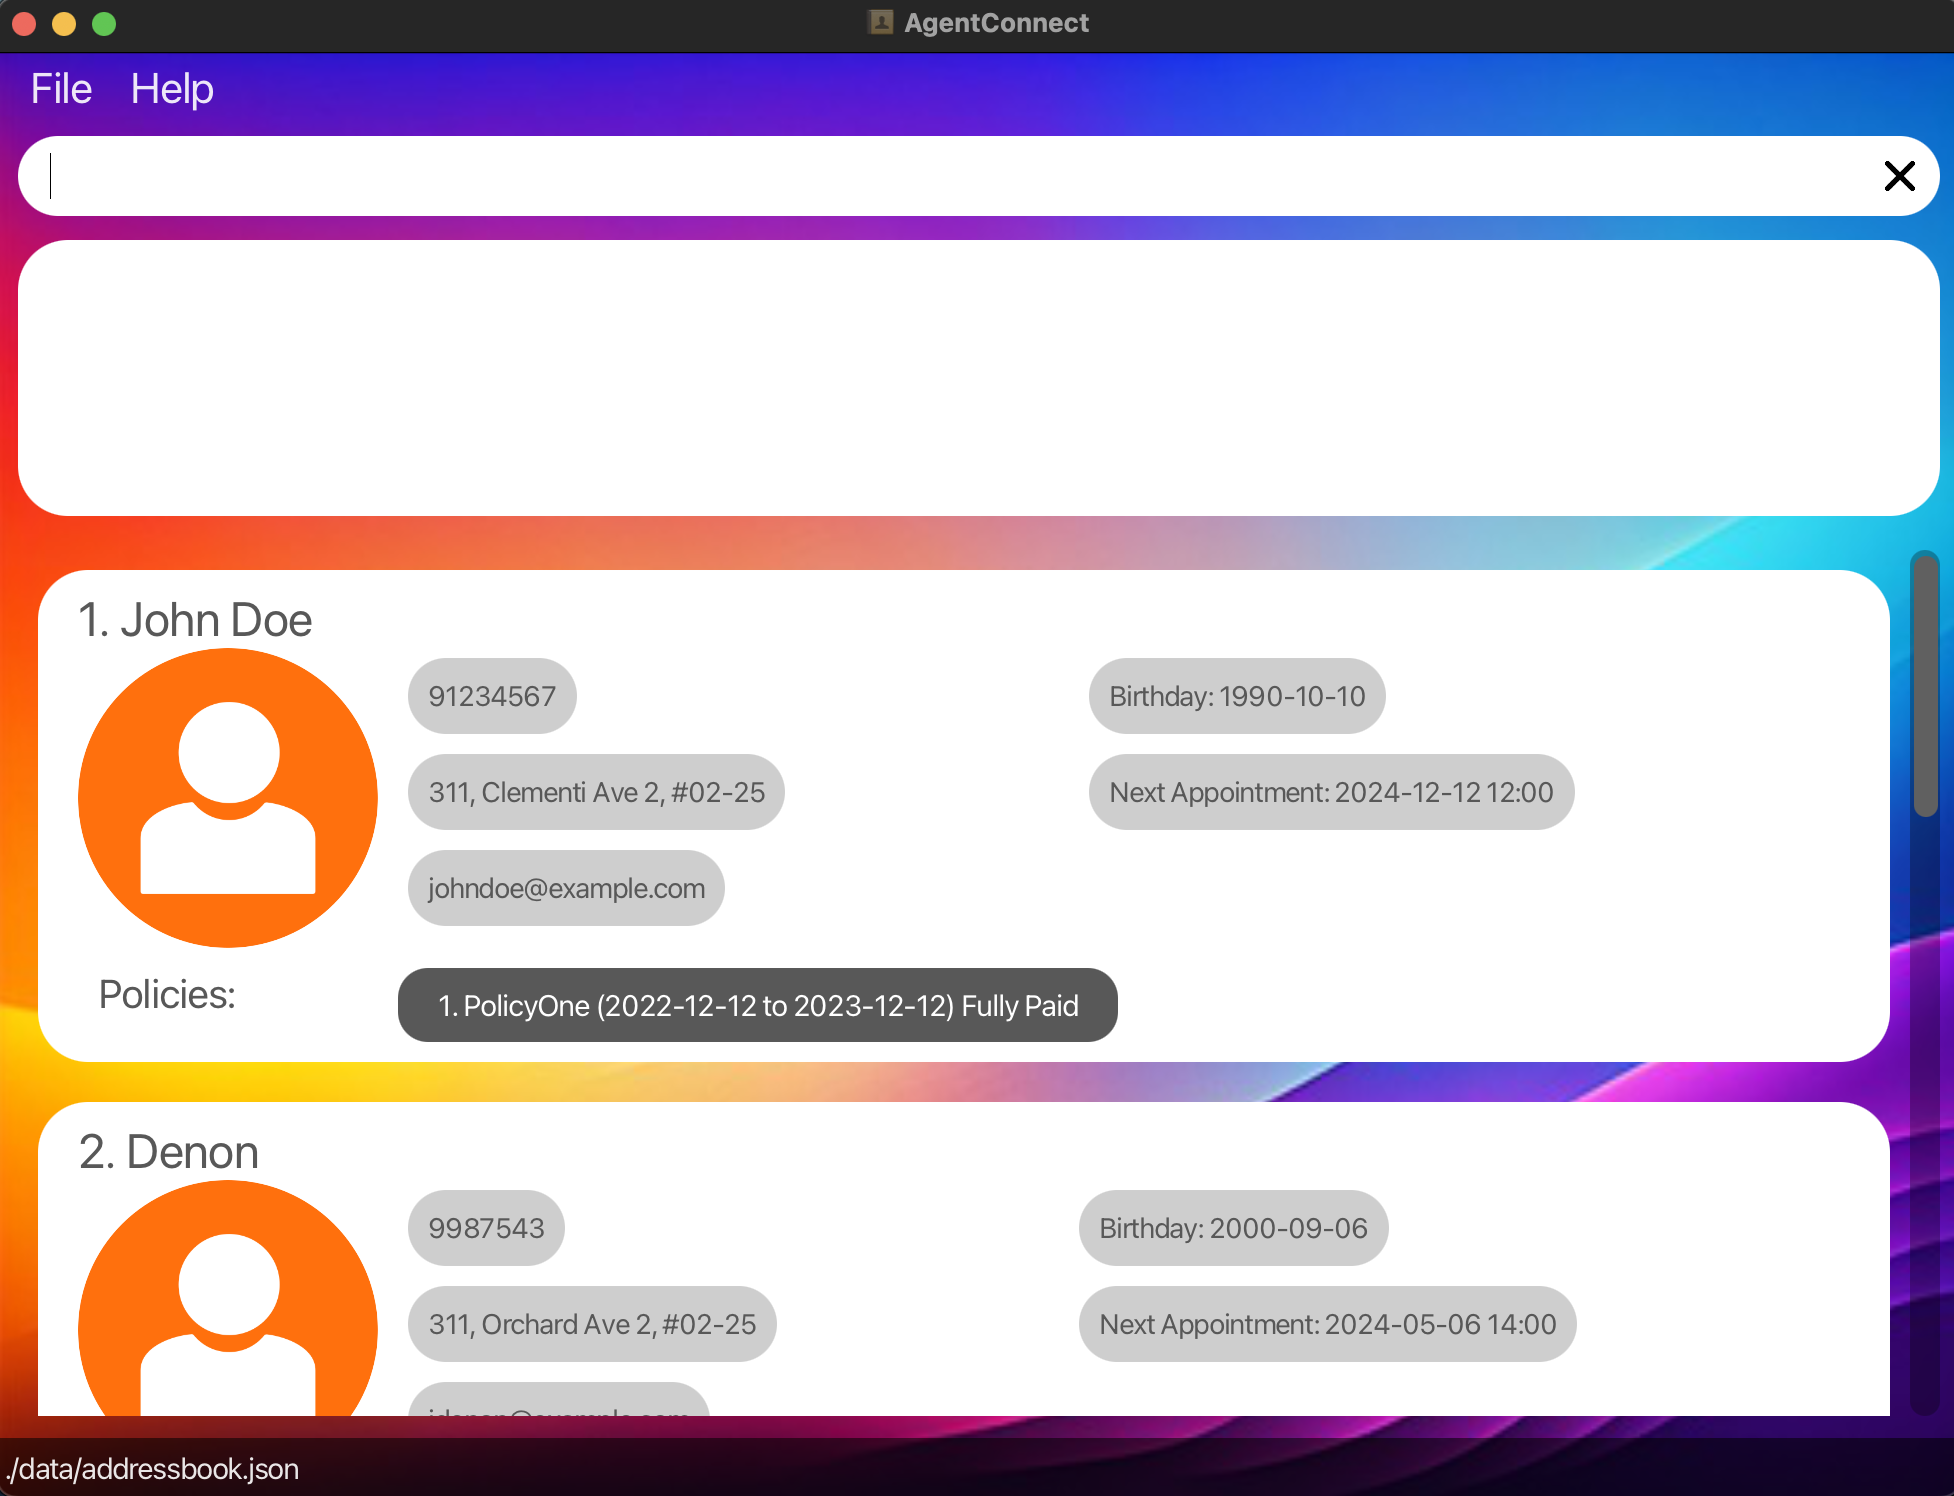 AgentConnect
File Help
1. John Doe
91234567
Birthday: 1990-10-10
311, Clementi Ave 2, #02-25
Next Appointment: 2024-12-12 12:00
johndoe@example.com
Policies:
1. PolicyOne (2022-12-12 to 2023-12-12) Fully Paid
2. Denon
9987543
Birthday: 2000-09-06
311, Orchard Ave 2, #02-25
Next Appointment: 2024-05-06 14:00
./data/addressbook.json